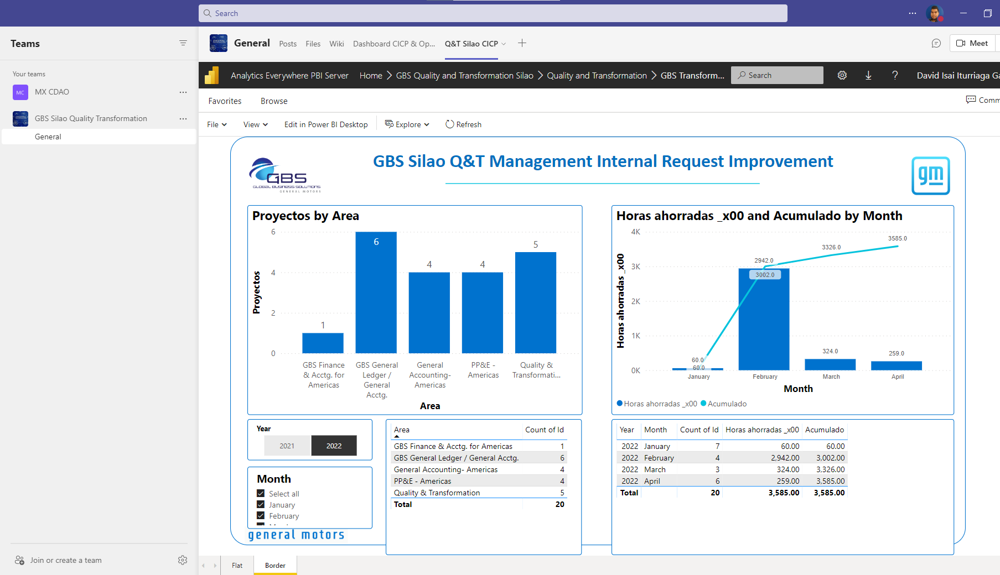 Search
Teams
General
Posts
Files
Wiki
Dashboard CICP & Op...
Q&T Silao CICP
Meet
Your teams
MC
MX CDAO
GBS Silao Quality Transformation
General
Analytics Everywhere PBI Server
Home > GBS Quality and Transformation Silao > Quality and Transformation > GBS Transform...
Search
?
David Isai Iturriaga Ga
Favorites
Browse
Comm
File
View
Edit in Power BI Desktop
Explore
Refresh
GBS
GLOBAL BUSINESS SOLUTIONS
GENERAL MOTORS
GBS Silao Q&T Management Internal Request Improvement
gm
Proyectos by Area
Proyectos
6
4
2
0
1
6
4
4
5
GBS Finance & Acctg. for Americas
GBS General Ledger / General Acctg.
General Accounting- Americas
PP&E - Americas
Quality & Transformati...
Area
Horas ahorradas _x00 and Acumulado by Month
Horas ahorradas _x00
4K
3K
2K
1K
0K
60.0
60.0
2942.0
3002.0
3326.0
324.0
3585.0
259.0
January
February
March
April
Month
Horas ahorradas _x00
Acumulado
Year
2021
2022
Month
Select all
January
February
general motors
Area Count of Id
GBS Finance & Acctg. for Americas 1
GBS General Ledger / General Acctg. 6
General Accounting- Americas 4
PP&E - Americas 4
Quality & Transformation 5
Total 20
Year Month Count of Id Horas ahorradas _x00 Acumulado
2022 January 7 60.00 60.00
2022 February 4 2,942.00 3,002.00
2022 March 3 324.00 3,326.00
2022 April 6 259.00 3,585.00
Total 20 3,585.00 3,585.00
Join or create a team
Flat
Border